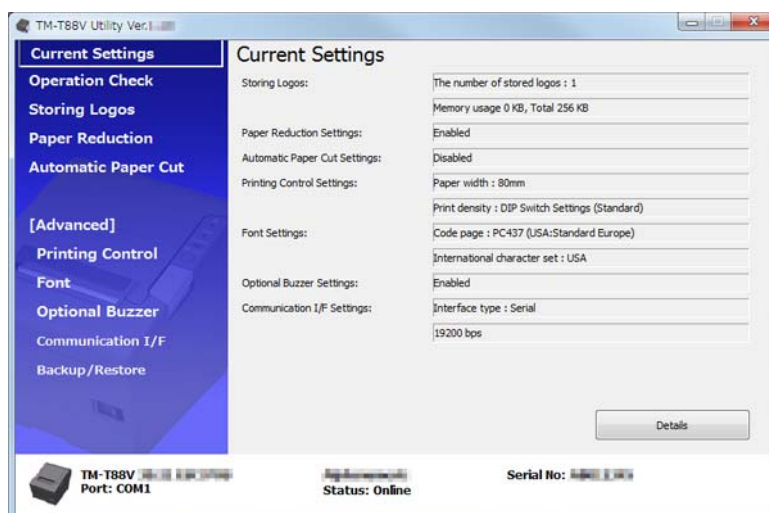 TM-T88V Utility Ver.
Current Settings
Operation Check
Storing Logos
Paper Reduction
Automatic Paper Cut
[Advanced]
Printing Control
Font
Optional Buzzer
Communication I/F
Backup/Restore
Current Settings
Storing Logos: The number of stored logos : 1
Memory usage 0 KB, Total 256 KB
Paper Reduction Settings: Enabled
Automatic Paper Cut Settings: Disabled
Printing Control Settings: Paper width : 80mm
Print density : DIP Switch Settings (Standard)
Font Settings: Code page : PC437 (USA:Standard Europe)
International character set : USA
Optional Buzzer Settings: Enabled
Communication I/F Settings: Interface type : Serial
19200 bps
Details
TM-T88V
Port: COM1
Status: Online
Serial No: